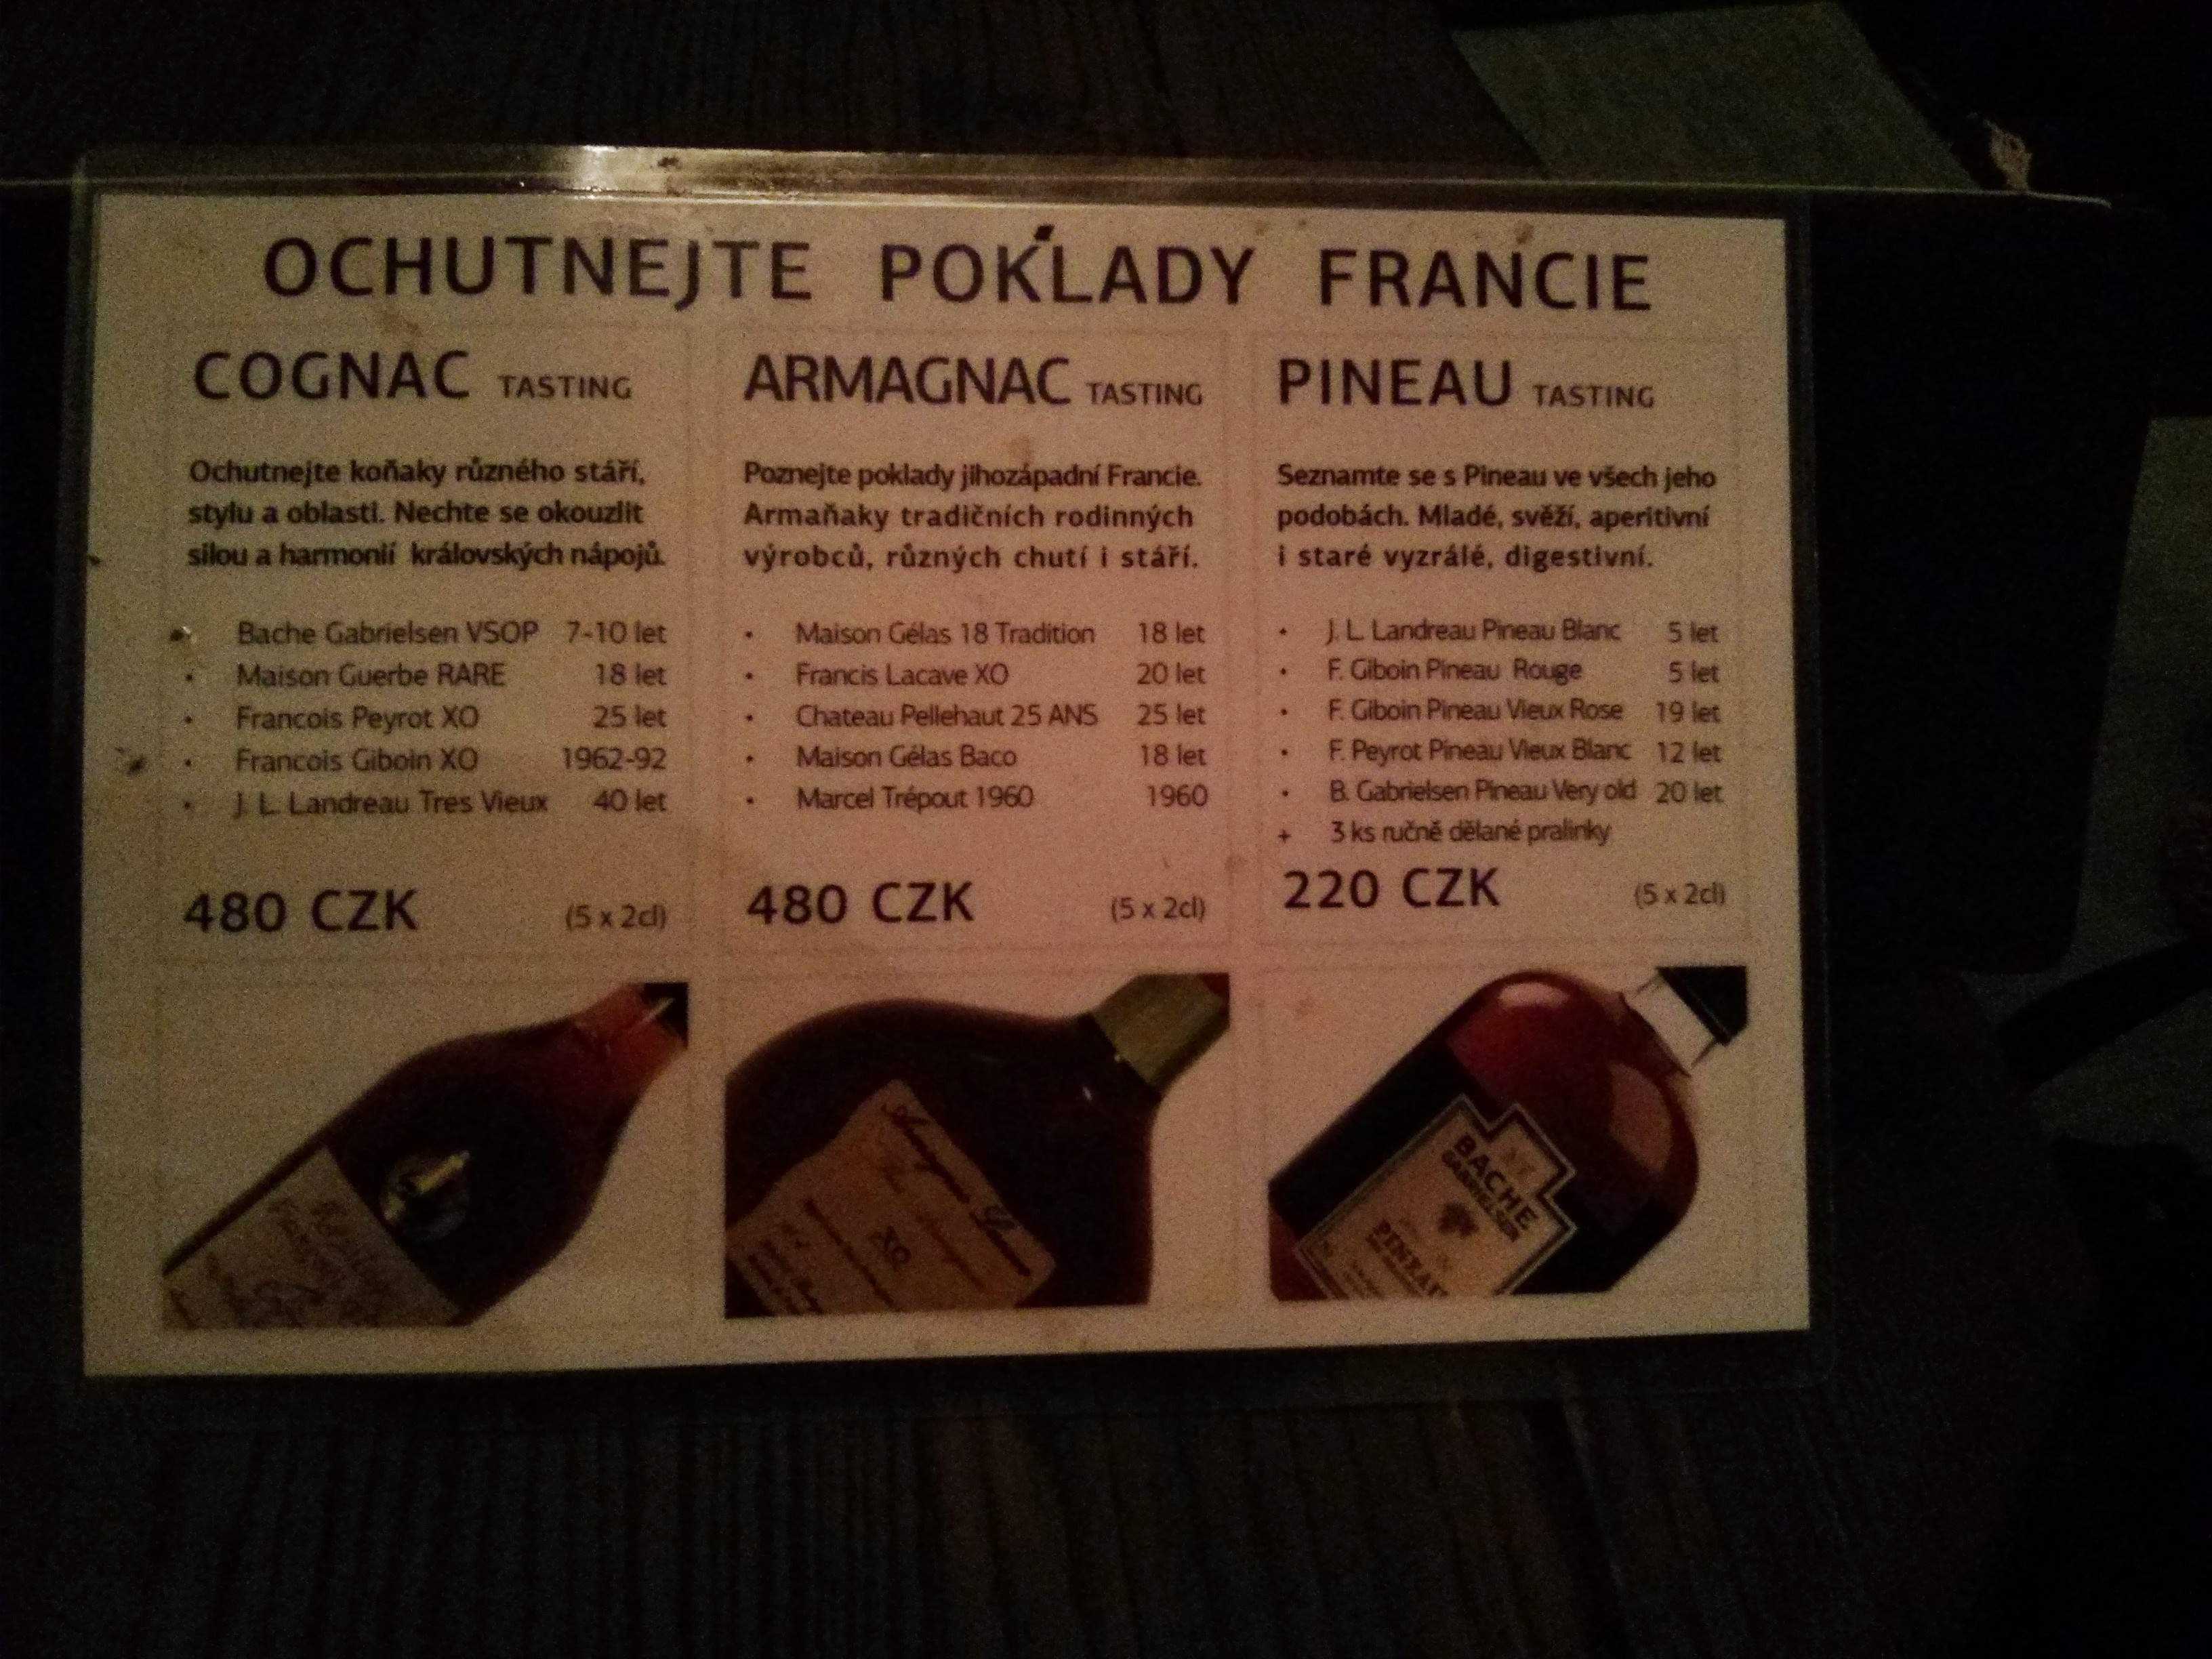 OCHUTNEJTE POKLADY FRANCIE
COGNAC TASTING
Ochutnejte koňaky různého stáří,
stylu a oblasti. Nechte se okouzlit
silou a harmonií královských nápojů.
• Bache Gabrielsen VSOP 7-10 let
• Maison Guerbe RARE 18 let
• Francois Peyrot XO 25 let
• Francois Giboin XO 1962-92
• J. L. Landreau Tres Vieux 40 let
480 CZK (5 x 2cl)
ARMAGNAC TASTING
Poznejte poklady jihozápadní Francie.
Armaňaky tradičních rodinných
výrobců, různých chutí i stáří.
• Maison Gélas 18 Tradition 18 let
• Francis Lacave XO 20 let
• Chateau Pellehaut 25 ANS 25 let
• Maison Gélas Baco 18 let
• Marcel Trépout 1960 1960
480 CZK (5 x 2cl)
PINEAU TASTING
Seznamte se s Pineau ve všech jeho
podobách. Mladé, svěží, aperitivní
i staré vyzrálé, digestivní.
• J. L. Landreau Pineau Blanc 5 let
• F. Giboin Pineau Rouge 5 let
• F. Giboin Pineau Vieux Rose 19 let
• F. Peyrot Pineau Vieux Blanc 12 let
• B. Gabrielsen Pineau Very old 20 let
+ 3 ks ručně dělané pralinky
220 CZK (5 x 2cl)
XO
BACHE
GABRIELSEN
PINEAU